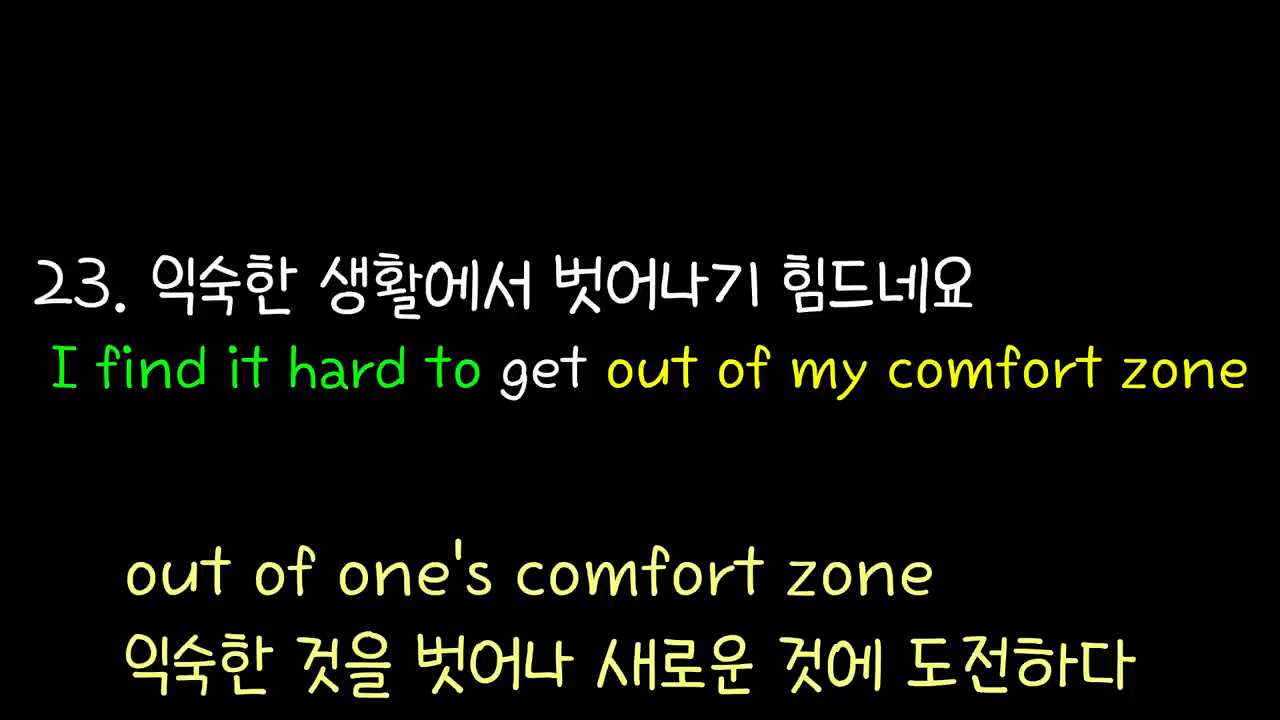 23. 익숙한 생활에서 벗어나기 힘드네요
I find it hard to get out of my comfort zone
out of one's comfort zone
익숙한 것을 벗어나 새로운 것에 도전하다